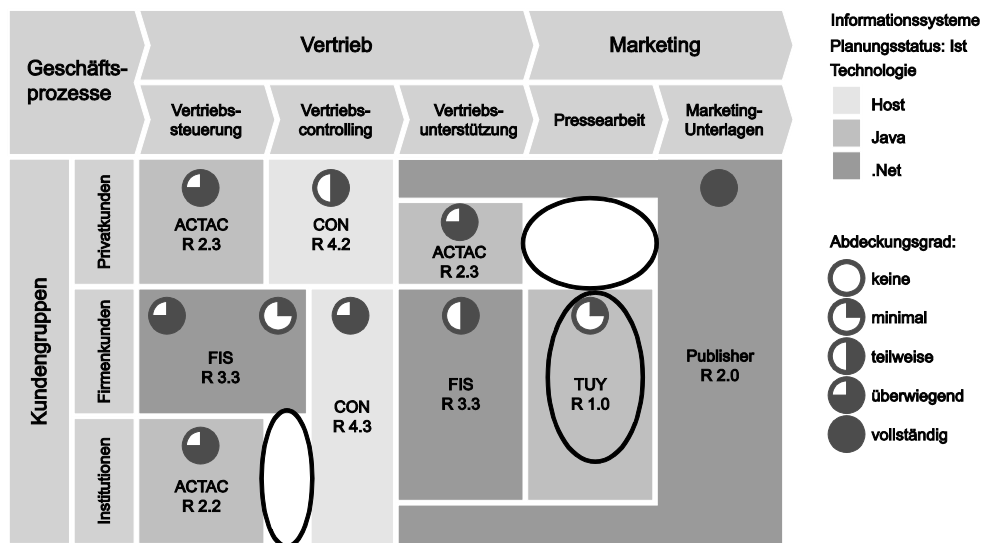 Geschäfts-
prozesse
Vertrieb
Marketing
Vertriebs-
steuerung
Vertriebs-
controlling
Vertriebs-
unterstützung
Pressearbeit
Marketing-
Unterlagen
Kundengruppen
Privatkunden
ACTAC
R 2.3
CON
R 4.2
ACTAC
R 2.3
Firmenkunden
FIS
R 3.3
CON
R 4.3
FIS
R 3.3
TUY
R 1.0
Publisher
R 2.0
Institutionen
ACTAC
R 2.2
Informationssysteme
Planungsstatus: Ist
Technologie
Host
Java
.Net
Abdeckungsgrad:
keine
minimal
teilweise
überwiegend
vollständig